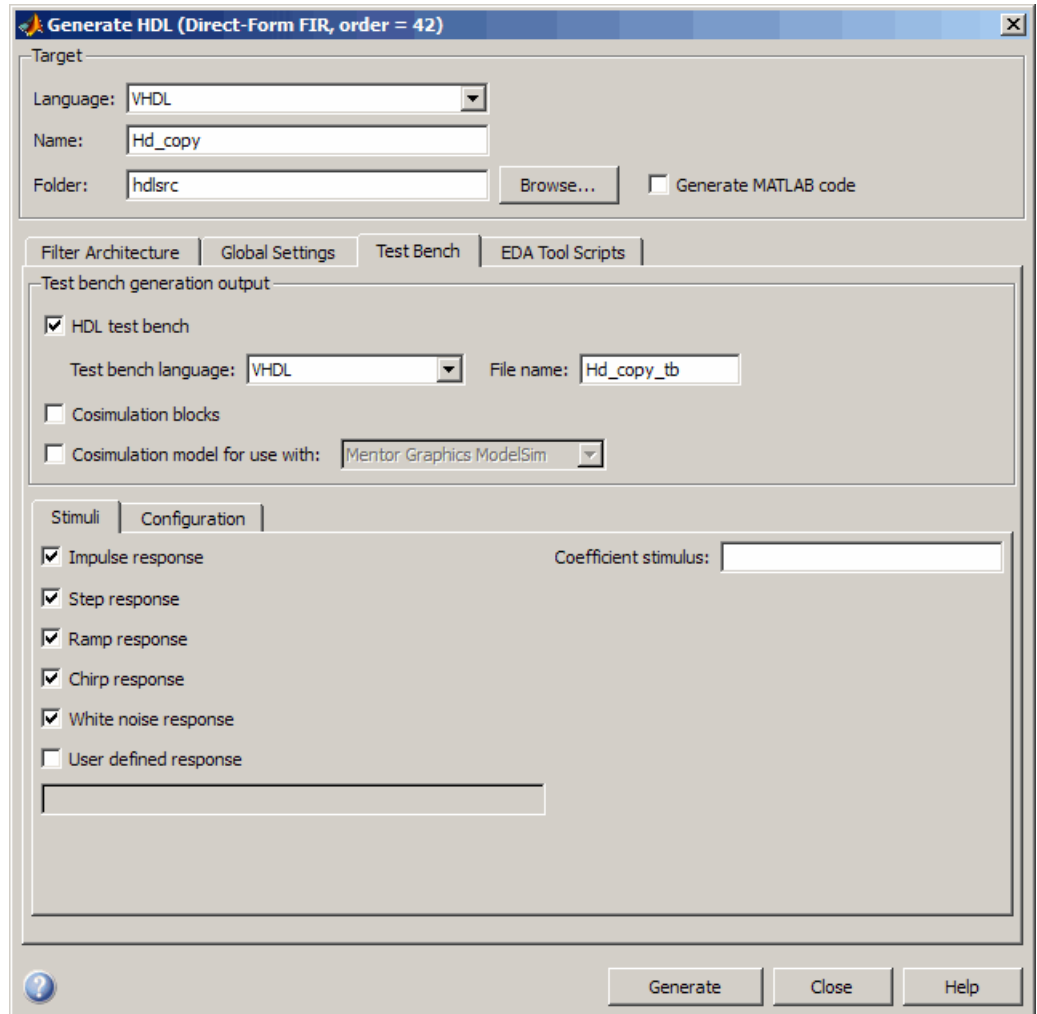 Generate HDL (Direct-Form FIR, order = 42)
Target
Language: VHDL
Name: Hd_copy
Folder: hdlsrc Browse... Generate MATLAB code
Filter Architecture Global Settings Test Bench EDA Tool Scripts
Test bench generation output
HDL test bench
Test bench language: VHDL File name: Hd_copy_tb
Cosimulation blocks
Cosimulation model for use with: Mentor Graphics ModelSim
Stimuli Configuration
Impulse response Coefficient stimulus:
Step response
Ramp response
Chirp response
White noise response
User defined response
Generate Close Help